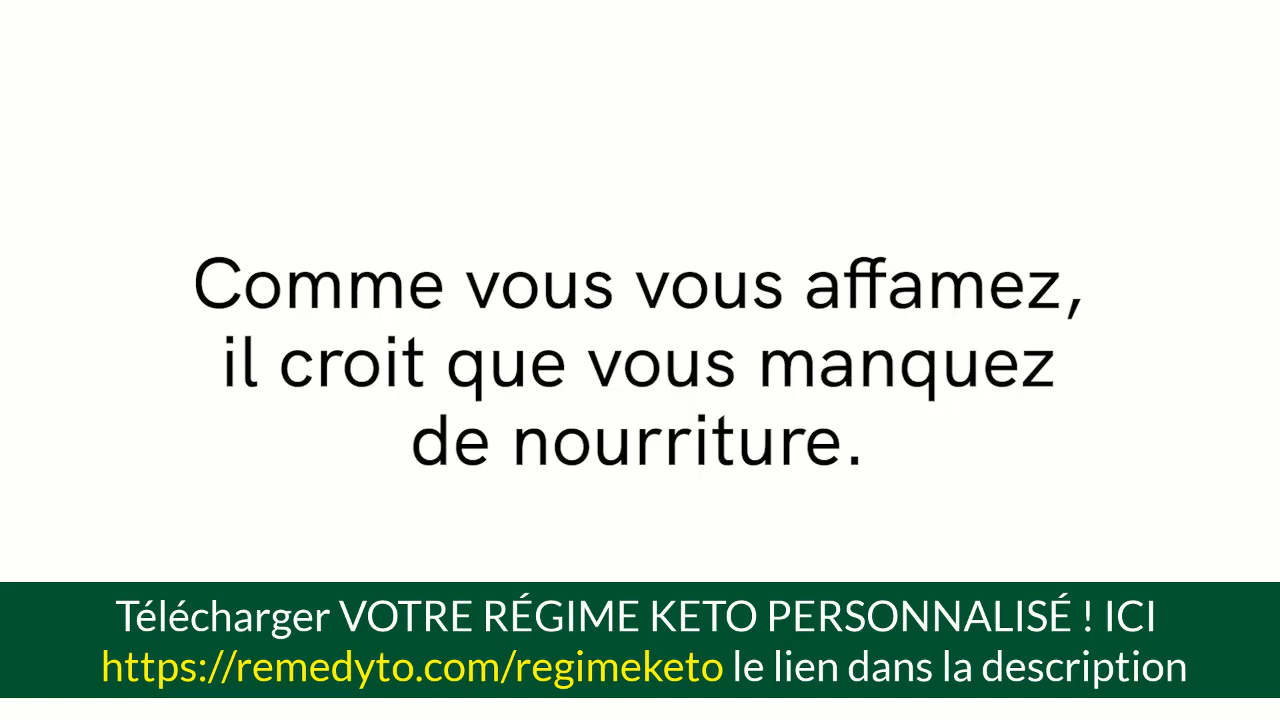 Comme vous vous affamez,
il croit que vous manquez
de nourriture.
Télécharger VOTRE RÉGIME KETO PERSONNALISÉ ! ICI
https://remedyto.com/regimeketo le lien dans la description